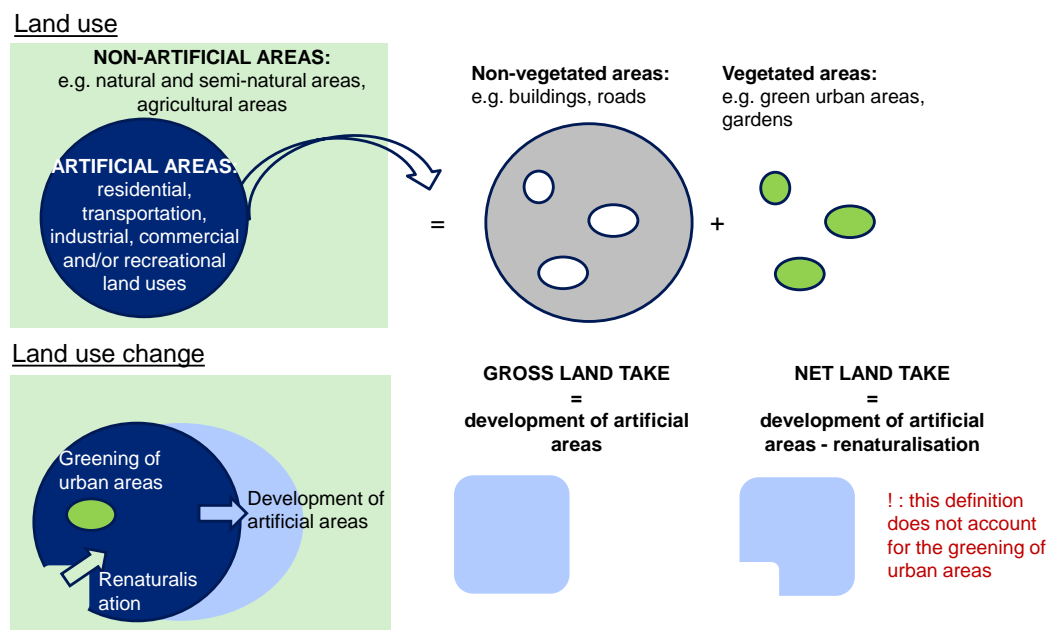 Land use
NON-ARTIFICIAL AREAS:
e.g. natural and semi-natural areas,
agricultural areas
ARTIFICIAL AREAS:
residential,
transportation,
industrial, commercial
and/or recreational
land uses
=
Non-vegetated areas:
e.g. buildings, roads
+
Vegetated areas:
e.g. green urban areas,
gardens
Land use change
Greening of
urban areas
Development of
artificial areas
Renaturalis
ation
GROSS LAND TAKE
=
development of artificial
areas
NET LAND TAKE
=
development of artificial
areas - renaturalisation
! : this definition
does not account
for the greening of
urban areas